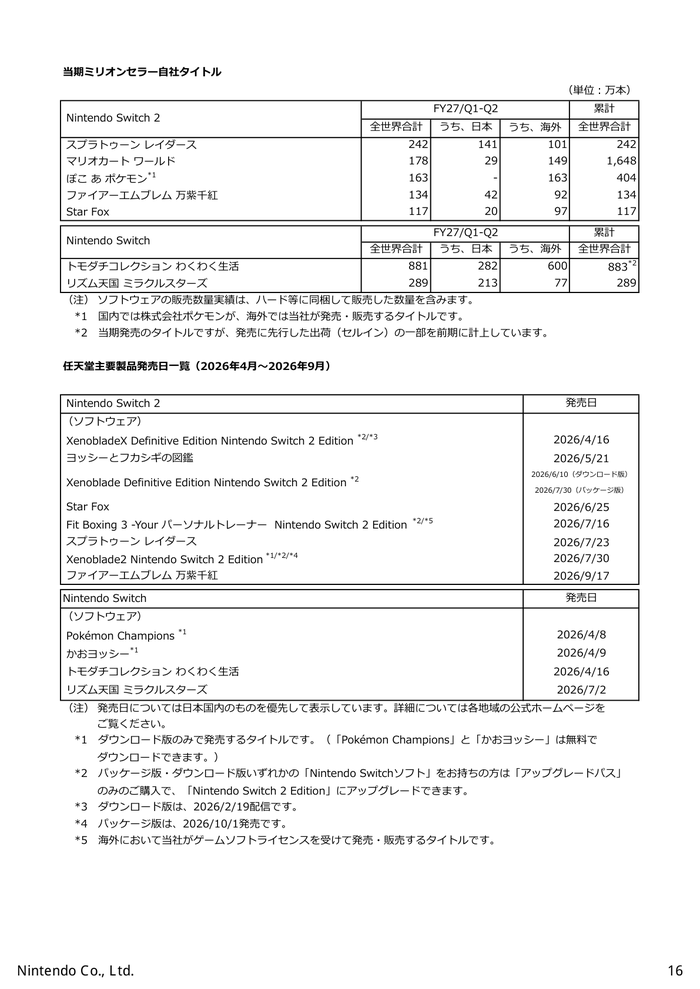 当期ミリオンセラー自社タイトル
（単位：万本）
Nintendo Switch 2 FY27/Q1-Q2 累計
全世界合計 うち、日本 うち、海外 全世界合計
スプラトゥーン レイダース 242 141 101 242
マリオカート ワールド 178 29 149 1,648
ぽこ あ ポケモン*1 163 - 163 404
ファイアーエムブレム 万紫千紅 134 42 92 134
Star Fox 117 20 97 117
Nintendo Switch FY27/Q1-Q2 累計
全世界合計 うち、日本 うち、海外 全世界合計
トモダチコレクション わくわく生活 881 282 600 883*2
リズム天国 ミラクルスターズ 289 213 77 289
（注） ソフトウェアの販売数量実績は、ハード等に同梱して販売した数量を含みます。
*1 国内では株式会社ポケモンが、海外では当社が発売・販売するタイトルです。
*2 当期発売のタイトルですが、発売に先行した出荷（セルイン）の一部を前期に計上しています。
任天堂主要製品発売日一覧（2026年4月～2026年9月）
Nintendo Switch 2 発売日
（ソフトウェア）
XenobladeX Definitive Edition Nintendo Switch 2 Edition *2/*3 2026/4/16
ヨッシーとフカシギの図鑑 2026/5/21
Xenoblade Definitive Edition Nintendo Switch 2 Edition *2 2026/6/10（ダウンロード版）
2026/7/30（パッケージ版）
Star Fox 2026/6/25
Fit Boxing 3 -Your パーソナルトレーナー Nintendo Switch 2 Edition *2/*5 2026/7/16
スプラトゥーン レイダース 2026/7/23
Xenoblade2 Nintendo Switch 2 Edition *1/*2/*4 2026/7/30
ファイアーエムブレム 万紫千紅 2026/9/17
Nintendo Switch 発売日
（ソフトウェア）
Pokémon Champions *1 2026/4/8
かおヨッシー*1 2026/4/9
トモダチコレクション わくわく生活 2026/4/16
リズム天国 ミラクルスターズ 2026/7/2
（注） 発売日については日本国内のものを優先して表示しています。詳細については各地域の公式ホームページを
ご覧ください。
*1 ダウンロード版のみで発売するタイトルです。（「Pokémon Champions」と「かおヨッシー」は無料で
ダウンロードできます。）
*2 パッケージ版・ダウンロード版いずれかの「Nintendo Switchソフト」をお持ちの方は「アップグレードパス」
のみのご購入で、「Nintendo Switch 2 Edition」にアップグレードできます。
*3 ダウンロード版は、2026/2/19配信です。
*4 パッケージ版は、2026/10/1発売です。
*5 海外において当社がゲームソフトライセンスを受けて発売・販売するタイトルです。
Nintendo Co., Ltd. 16